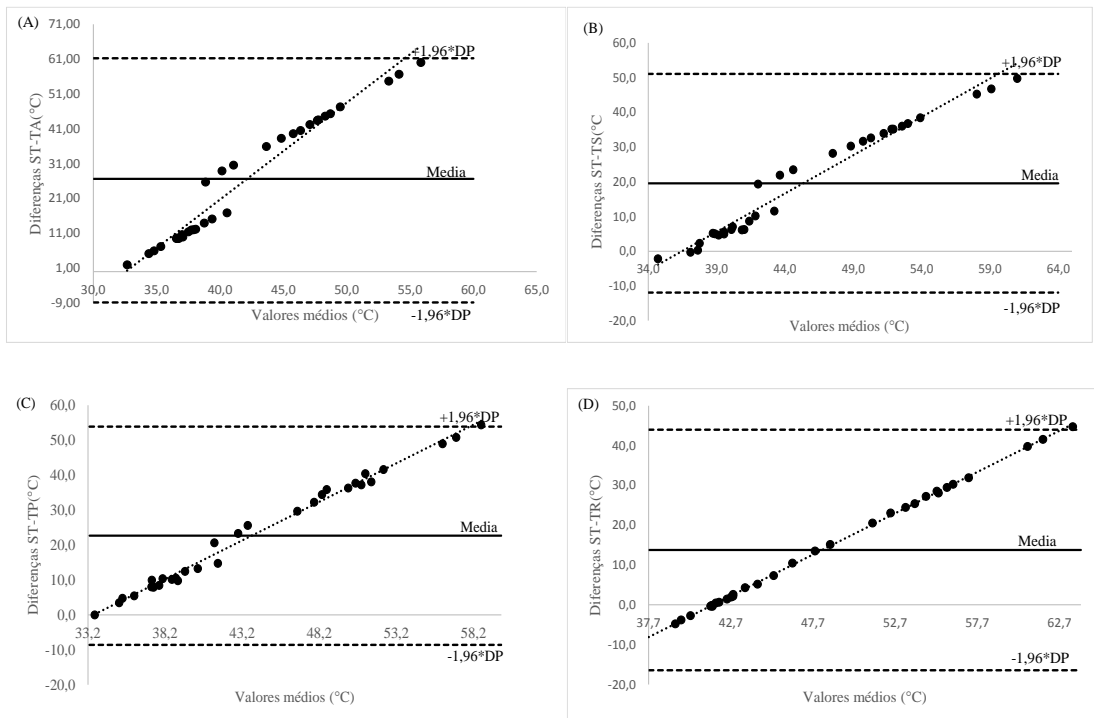 (A)
71,00
61,00
51,00
41,00
31,00
21,00
11,00
1,00
-9,00
Diferenças ST-TA(°C)
+1,96*DP
Media
-1,96*DP
30,0 35,0 40,0 45,0 50,0 55,0 60,0 65,0
Valores médios (°C)
(B)
60,0
50,0
40,0
30,0
20,0
10,0
0,0
-10,0
-20,0
Diferenças ST-TS(°C
+1,96*DP
Media
-1,96*DP
34,0 39,0 44,0 49,0 54,0 59,0 64,0
Valores médios (°C)
(C)
60,0
50,0
40,0
30,0
20,0
10,0
0,0
-10,0
-20,0
Diferenças ST-TP(°C)
+1,96*DP
Media
-1,96*DP
33,2 38,2 43,2 48,2 53,2 58,2
Valores médios (°C)
(D)
50,0
40,0
30,0
20,0
10,0
0,0
-10,0
-20,0
Diferenças ST-TR(°C)
+1,96*DP
Media
-1,96*DP
37,7 42,7 47,7 52,7 57,7 62,7
Valores médios (°C)